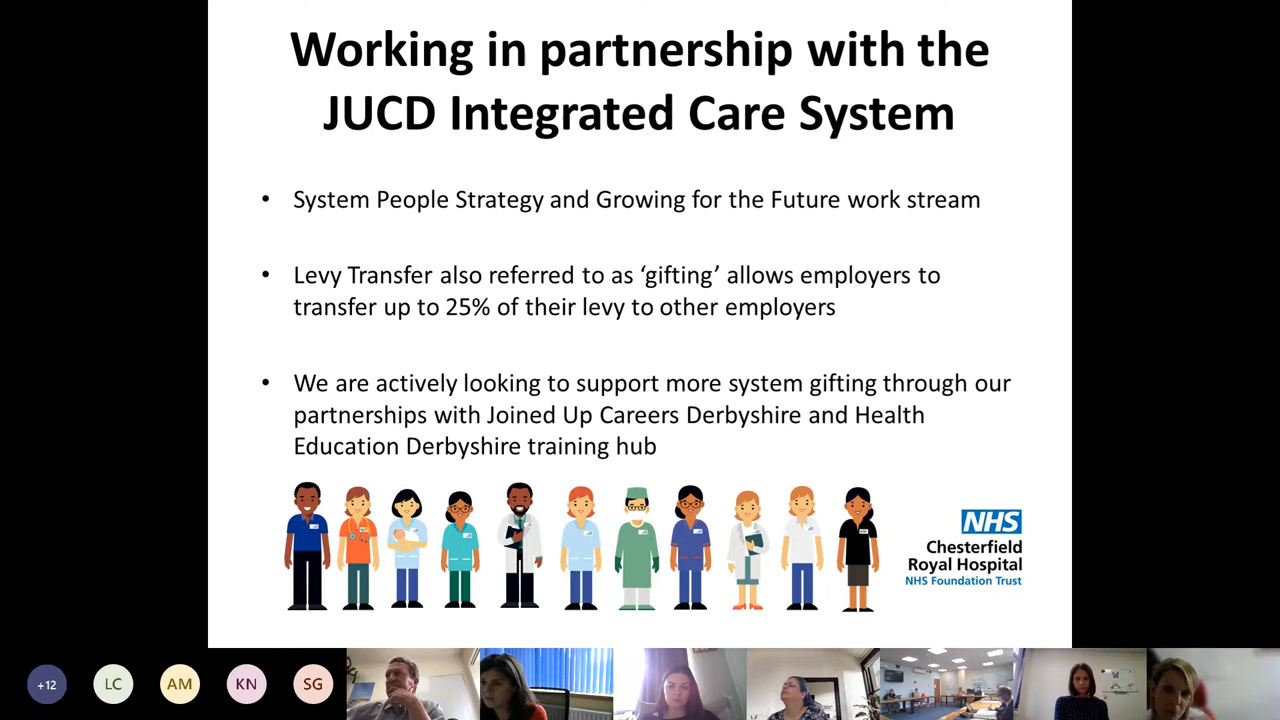 Working in partnership with the
JUCD Integrated Care System
• System People Strategy and Growing for the Future work stream
• Levy Transfer also referred to as ‘gifting’ allows employers to
transfer up to 25% of their levy to other employers
• We are actively looking to support more system gifting through our
partnerships with Joined Up Careers Derbyshire and Health
Education Derbyshire training hub
NHS
Chesterfield
Royal Hospital
NHS Foundation Trust
+12
LC
AM
KN
SG